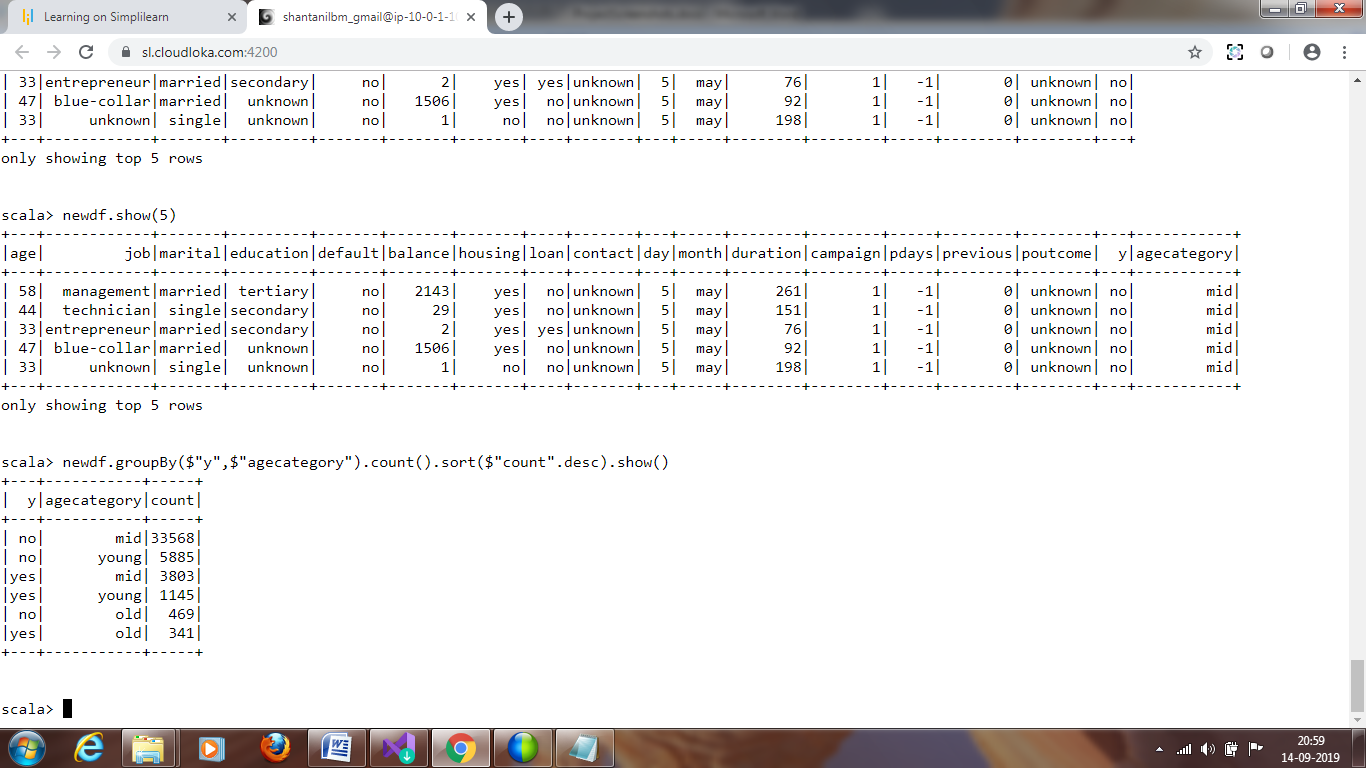 Learning on Simplilearn
shantanilbm_gmail@ip-10-0-1-1
sl.cloudloka.com:4200
| 33|entrepreneur|married|secondary|     no|      2|    yes| yes|unknown|  5|  may|      76|       1|   -1|       0| unknown| no|
| 47| blue-collar|married|  unknown|     no|   1506|    yes|  no|unknown|  5|  may|      92|       1|   -1|       0| unknown| no|
| 33|     unknown| single|  unknown|     no|      1|     no|  no|unknown|  5|  may|     198|       1|   -1|       0| unknown| no|
+---+------------+-------+---------+-------+-------+-------+----+-------+---+-----+--------+--------+-----+--------+--------+---+
only showing top 5 rows
scala> newdf.show(5)
+---+------------+-------+---------+-------+-------+-------+----+-------+---+-----+--------+--------+-----+--------+--------+---+-----------+
|age|         job|marital|education|default|balance|housing|loan|contact|day|month|duration|campaign|pdays|previous|poutcome|  y|agecategory|
+---+------------+-------+---------+-------+-------+-------+----+-------+---+-----+--------+--------+-----+--------+--------+---+-----------+
| 58|  management|married| tertiary|     no|   2143|    yes|  no|unknown|  5|  may|     261|       1|   -1|       0| unknown| no|        mid|
| 44|  technician| single|secondary|     no|     29|    yes|  no|unknown|  5|  may|     151|       1|   -1|       0| unknown| no|        mid|
| 33|entrepreneur|married|secondary|     no|      2|    yes| yes|unknown|  5|  may|      76|       1|   -1|       0| unknown| no|        mid|
| 47| blue-collar|married|  unknown|     no|   1506|    yes|  no|unknown|  5|  may|      92|       1|   -1|       0| unknown| no|        mid|
| 33|     unknown| single|  unknown|     no|      1|     no|  no|unknown|  5|  may|     198|       1|   -1|       0| unknown| no|        mid|
+---+------------+-------+---------+-------+-------+-------+----+-------+---+-----+--------+--------+-----+--------+--------+---+-----------+
only showing top 5 rows
scala> newdf.groupBy($"y",$"agecategory").count().sort($"count".desc).show()
+---+-----------+-----+
|  y|agecategory|count|
+---+-----------+-----+
| no|        mid|33568|
| no|      young| 5885|
|yes|        mid| 3803|
|yes|      young| 1145|
| no|        old|  469|
|yes|        old|  341|
+---+-----------+-----+
scala>
20:59
14-09-2019